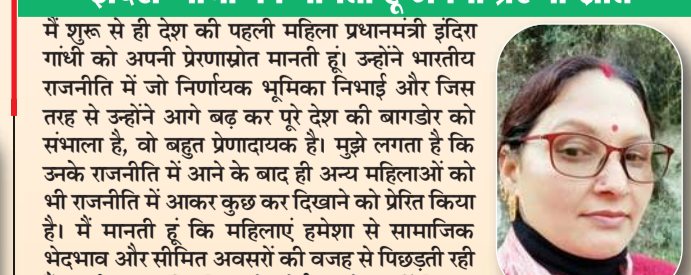 मैं शुरू से ही देश की पहली महिला प्रधानमंत्री इंदिरा
गांधी को अपनी प्रेरणास्रोत मानती हूं। उन्होंने भारतीय
राजनीति में जो निर्णायक भूमिका निभाई और जिस
तरह से उन्होंने आगे बढ़ कर पूरे देश की बागडोर को
संभाला है, वो बहुत प्रेणादायक है। मुझे लगता है कि
उनके राजनीति में आने के बाद ही अन्य महिलाओं को
भी राजनीति में आकर कुछ कर दिखाने को प्रेरित किया
है। मैं मानती हूं कि महिलाएं हमेशा से सामाजिक
भेदभाव और सीमित अवसरों की वजह से पिछड़ती रही